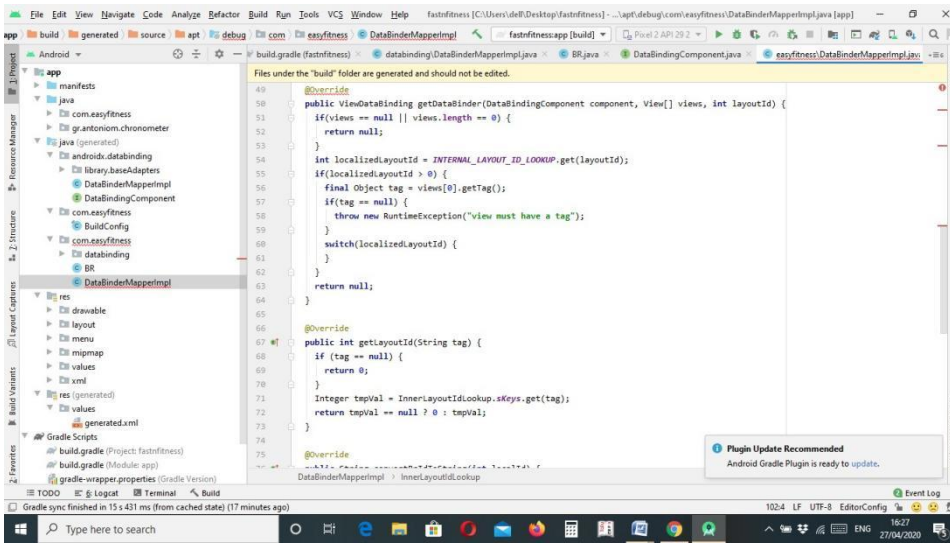 File Edit View Navigate Code Analyze Refactor Build Run Tools VCS Window Help fastnfitness [C:\Users\dell\Desktop\fastnfitness] - ...\apt\debug\com\easyfitness\DataBinderMapperImpl.java [app]
app build generated source apt debug com easyfitness DataBinderMapperImpl fastnfitness:app [build] Pixel 2 API 29 2
Android build.gradle (fastnfitness) databinding\DataBinderMapperImpl.java BR.java DataBindingComponent.java easyfitness\DataBinderMapperImpl.java
Files under the "build" folder are generated and should not be edited.
1: Project
Resource Manager
Z: Structure
Layout Captures
Build Variants
2: Favorites
app
manifests
java
com.easyfitness
gr.antoniom.chronometer
java (generated)
androidx.databinding
library.baseAdapters
DataBinderMapperImpl
DataBindingComponent
com.easyfitness
BuildConfig
com.easyfitness
databinding
BR
DataBinderMapperImpl
res
drawable
layout
menu
mipmap
values
xml
res (generated)
values
generated.xml
Gradle Scripts
build.gradle (Project: fastnfitness)
build.gradle (Module: app)
gradle-wrapper.properties (Gradle Version)
49 @Override
50 public ViewDataBinding getDataBinder(DataBindingComponent component, View[] views, int layoutId) {
51 if(views == null || views.length == 0) {
52 return null;
53 }
54 int localizedLayoutId = INTERNAL_LAYOUT_ID_LOOKUP.get(layoutId);
55 if(localizedLayoutId > 0) {
56 final Object tag = views[0].getTag();
57 if(tag == null) {
58 throw new RuntimeException("view must have a tag");
59 }
60 switch(localizedLayoutId) {
61 }
62 }
63 return null;
64 }
65
66 @Override
67 public int getLayoutId(String tag) {
68 if (tag == null) {
69 return 0;
70 }
71 Integer tmpVal = InnerLayoutIdLookup.sKeys.get(tag);
72 return tmpVal == null ? 0 : tmpVal;
73 }
74
75 @Override
76 public String convertBrIdToString(int localId) {
DataBinderMapperImpl InnerLayoutIdLookup
Plugin Update Recommended
Android Gradle Plugin is ready to update.
TODO 6: Logcat Terminal Build Event Log
Gradle sync finished in 15 s 431 ms (from cached state) (17 minutes ago) 102:4 LF UTF-8 EditorConfig
Type here to search ENG 16:27
27/04/2020